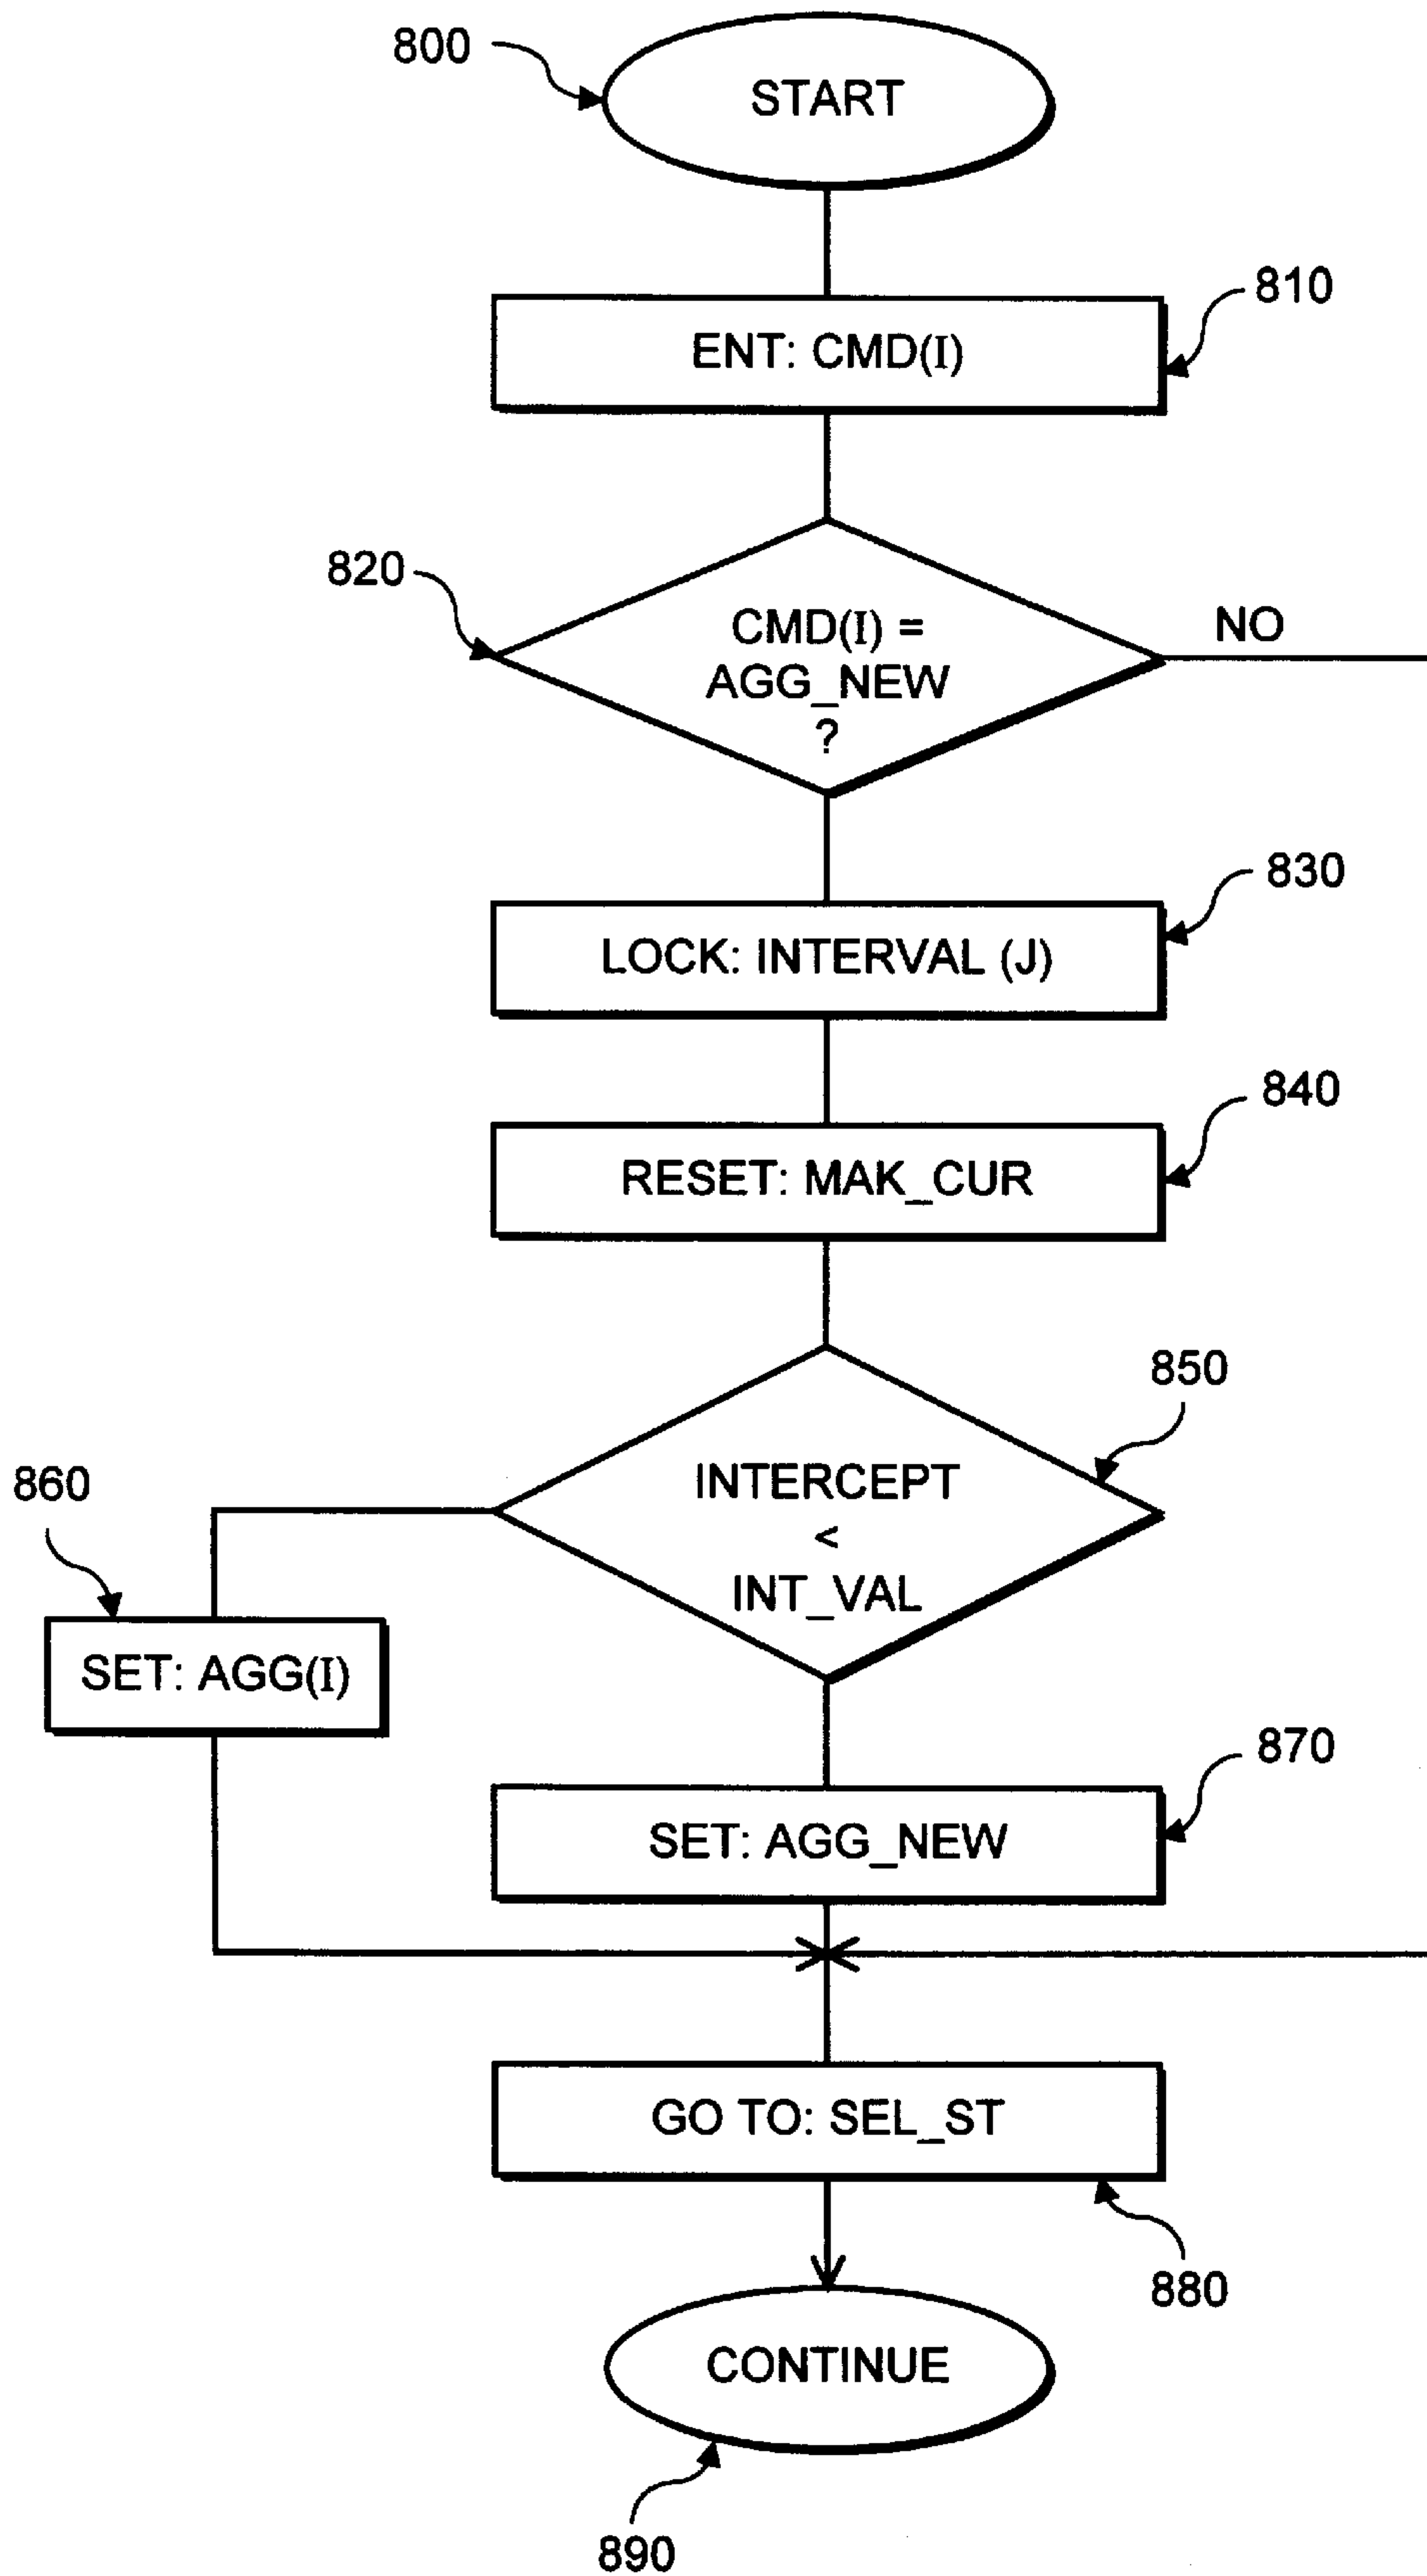 800
START
810
ENT: CMD(I)
820
CMD(I) =
AGG_NEW
?
NO
830
LOCK: INTERVAL (J)
840
RESET: MAK_CUR
850
INTERCEPT
<
INT_VAL
860
SET: AGG(I)
870
SET: AGG_NEW
GO TO: SEL_ST
880
CONTINUE
890